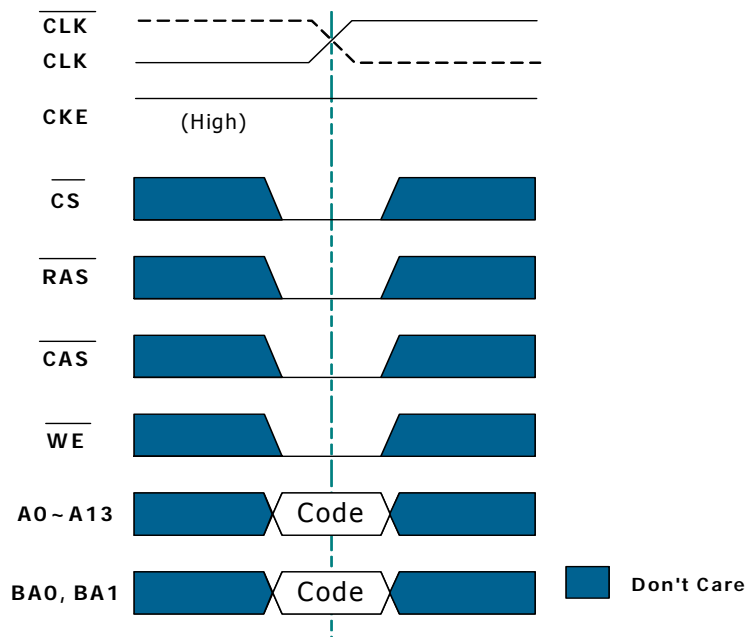 CLK
CLK
CKE
(High)
CS
RAS
CAS
WE
A0~A13
Code
BA0, BA1
Code
Don't Care